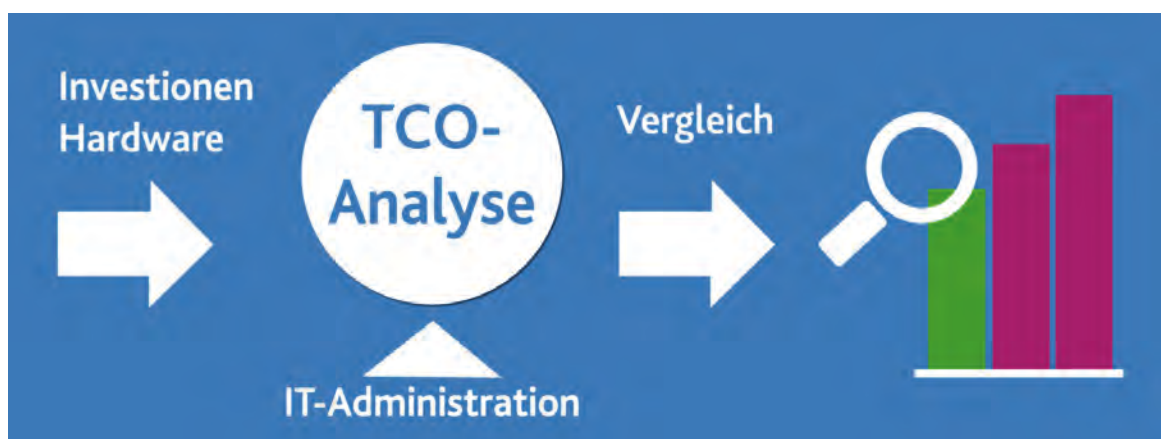 Investionen
Hardware
TCO-
Analyse
Vergleich
IT-Administration